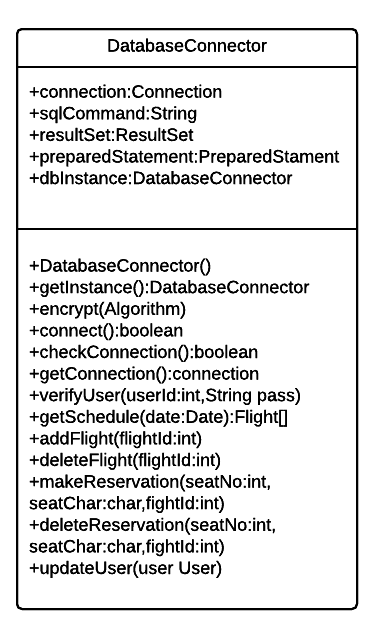 DatabaseConnector
+connection:Connection
+sqlCommand:String
+resultSet:ResultSet
+preparedStatement:PreparedStament
+dbInstance:DatabaseConnector
+DatabaseConnector()
+getInstance():DatabaseConnector
+encrypt(Algorithm)
+connect():boolean
+checkConnection():boolean
+getConnection():connection
+verifyUser(userId:int,String pass)
+getSchedule(date:Date):Flight[]
+addFlight(flightId:int)
+deleteFlight(flightId:int)
+makeReservation(seatNo:int,
seatChar:char,fightId:int)
+deleteReservation(seatNo:int,
seatChar:char,fightId:int)
+updateUser(user User)